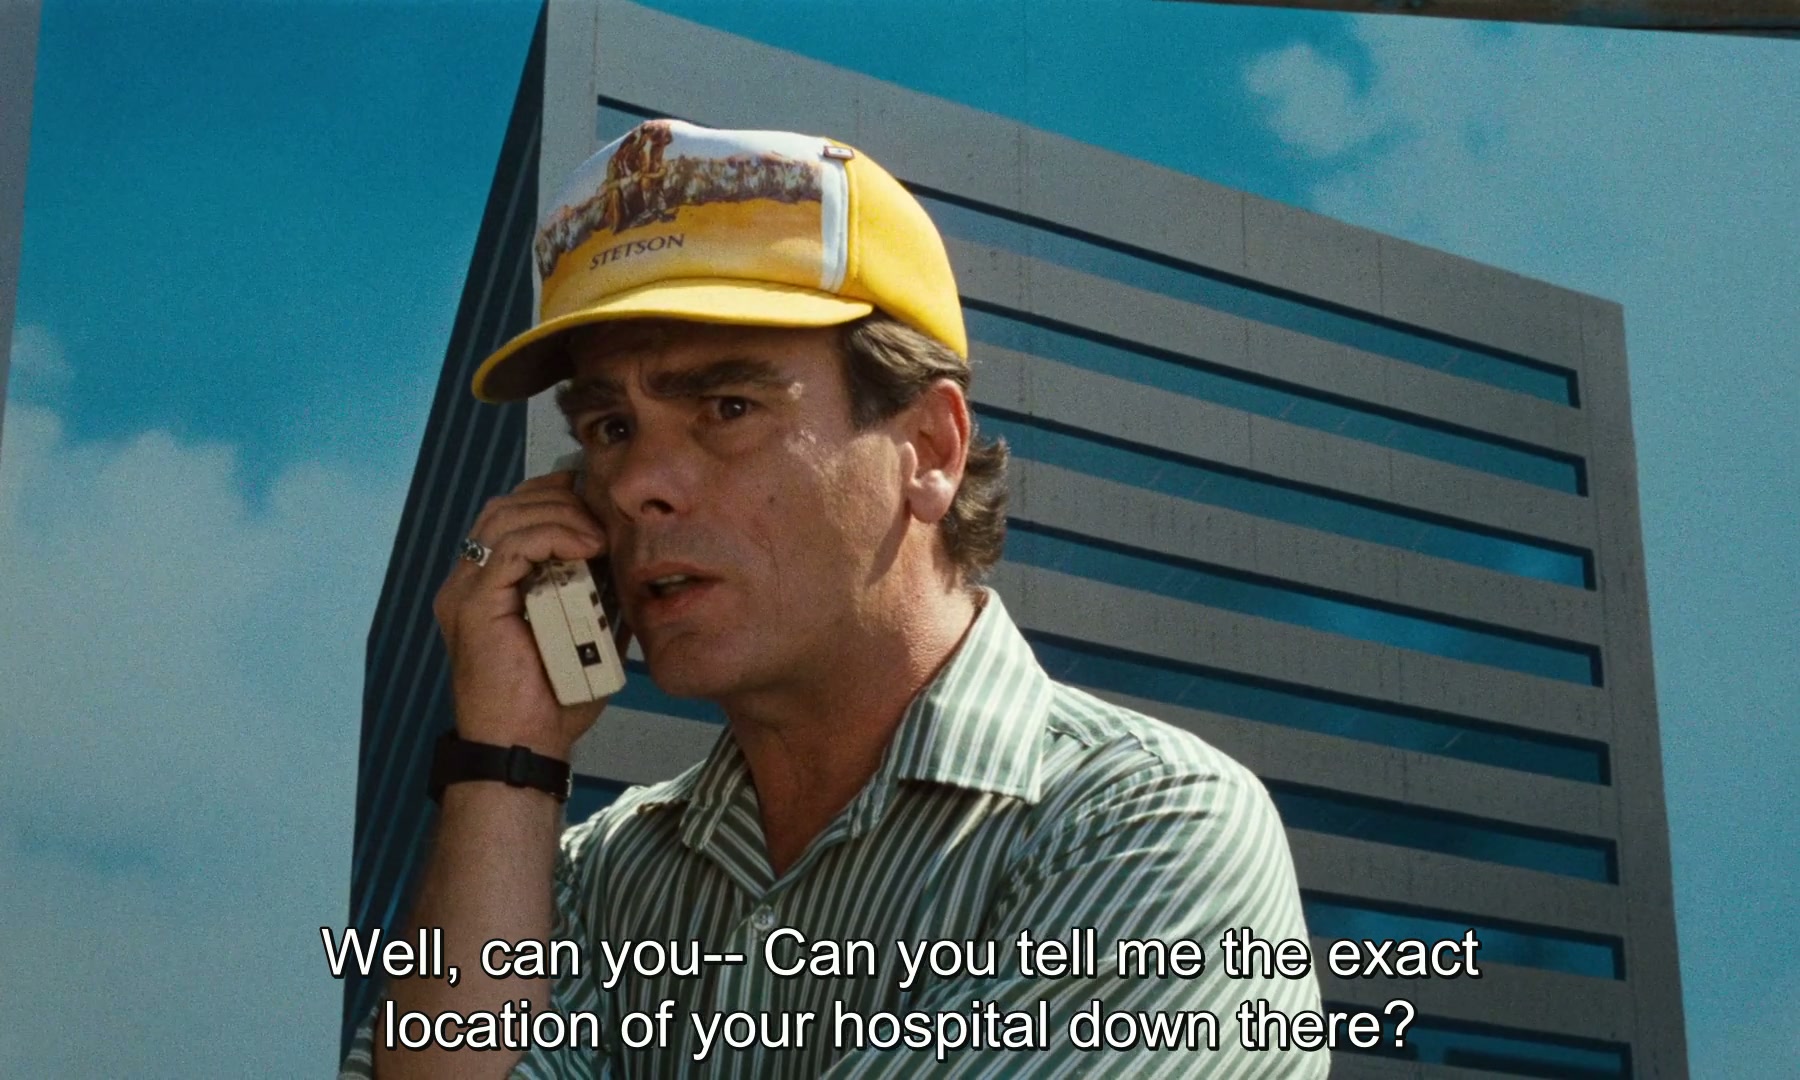 STETSON
Well, can you-- Can you tell me the exact
location of your hospital down there?